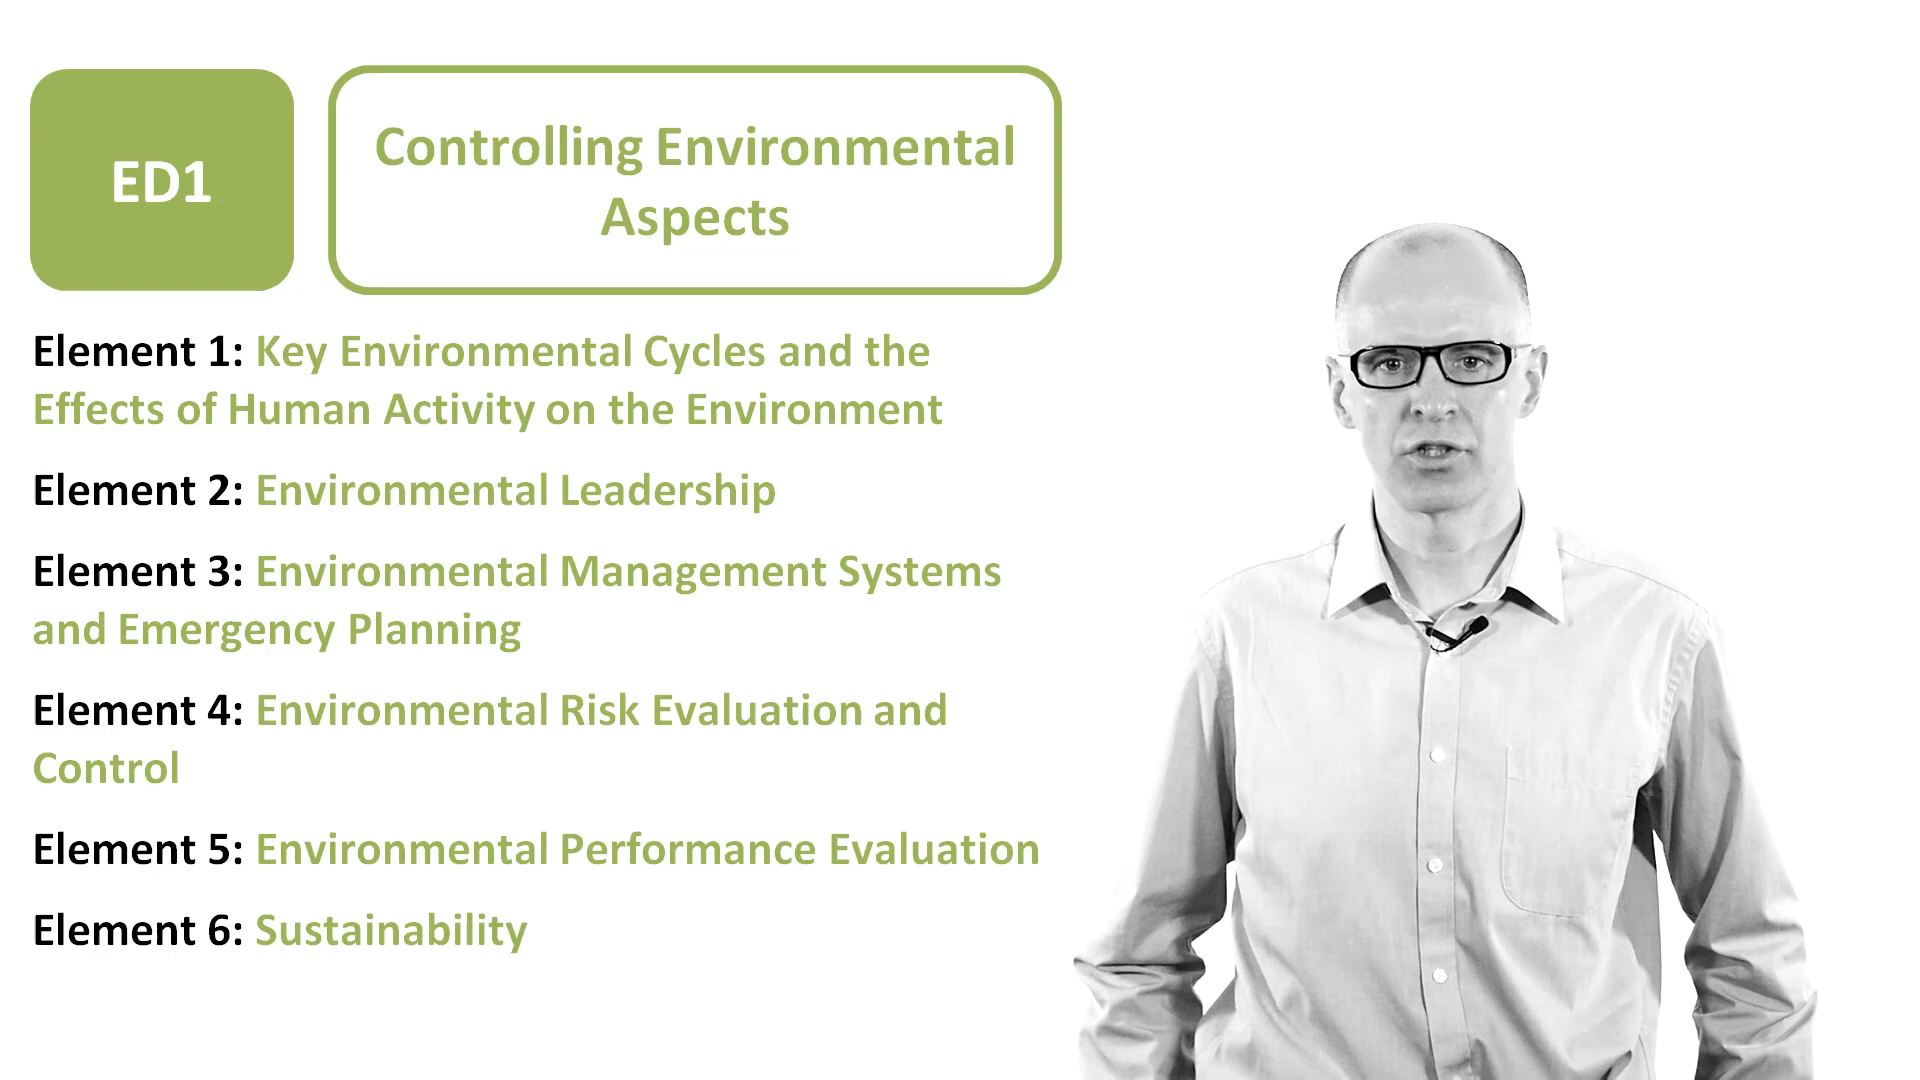 ED1
Controlling Environmental
Aspects
Element 1: Key Environmental Cycles and the
Effects of Human Activity on the Environment
Element 2: Environmental Leadership
Element 3: Environmental Management Systems
and Emergency Planning
Element 4: Environmental Risk Evaluation and
Control
Element 5: Environmental Performance Evaluation
Element 6: Sustainability